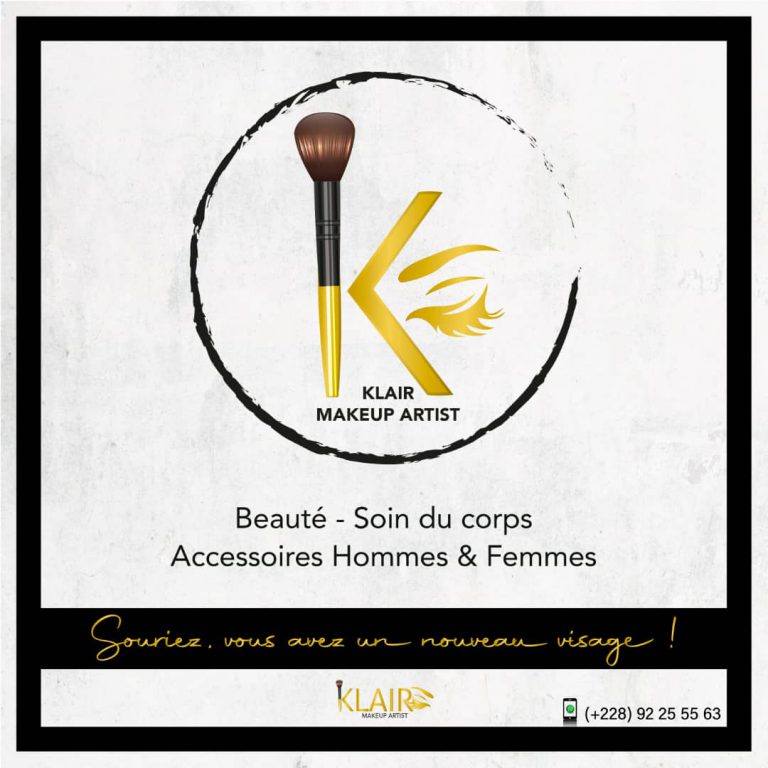 K
KLAIR
MAKEUP ARTIST
Beauté - Soin du corps
Accessoires Hommes & Femmes
Souriez, vous avez un nouveau visage !
KLAIR
MAKEUP ARTIST
(+228) 92 25 55 63